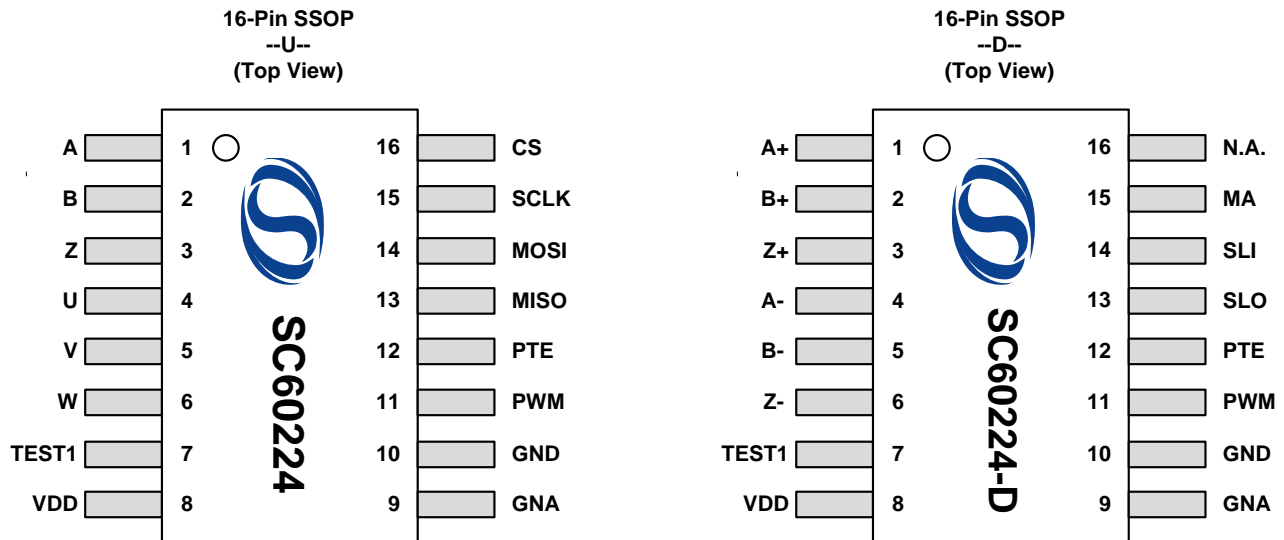 16-Pin SSOP
--U--
(Top View)
A 1 16 CS
B 2 15 SCLK
Z 3 14 MOSI
U 4 13 MISO
V 5 12 PTE
W 6 11 PWM
TEST1 7 10 GND
VDD 8 9 GNA
SC60224
16-Pin SSOP
--D--
(Top View)
A+ 1 16 N.A.
B+ 2 15 MA
Z+ 3 14 SLI
A- 4 13 SLO
B- 5 12 PTE
Z- 6 11 PWM
TEST1 7 10 GND
VDD 8 9 GNA
SC60224-D